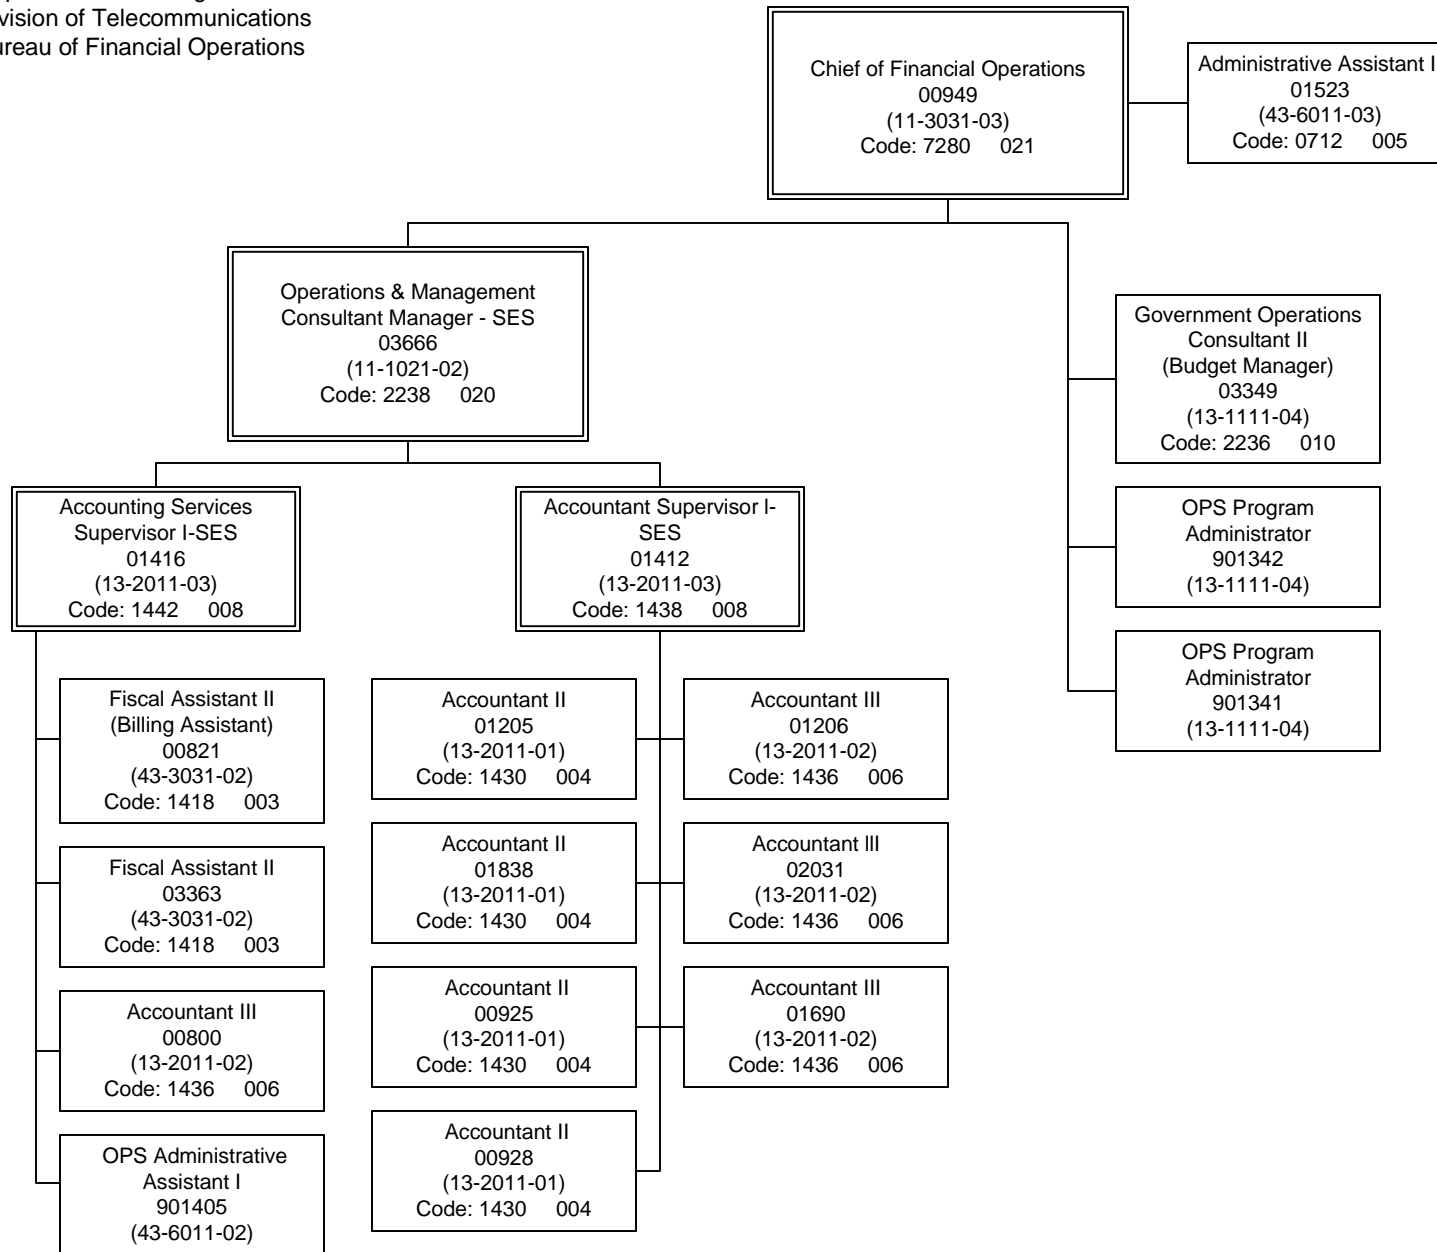 vision of Telecommunications
ureau of Financial Operations
Chief of Financial Operations
00949
(11-3031-03)
Code: 7280 021
Administrative Assistant I
01523
(43-6011-03)
Code: 0712 005
Operations & Management
Consultant Manager - SES
03666
(11-1021-02)
Code: 2238 020
Government Operations
Consultant II
(Budget Manager)
03349
(13-1111-04)
Code: 2236 010
OPS Program
Administrator
901342
(13-1111-04)
OPS Program
Administrator
901341
(13-1111-04)
Accounting Services
Supervisor I-SES
01416
(13-2011-03)
Code: 1442 008
Accountant Supervisor I-
SES
01412
(13-2011-03)
Code: 1438 008
Fiscal Assistant II
(Billing Assistant)
00821
(43-3031-02)
Code: 1418 003
Fiscal Assistant II
03363
(43-3031-02)
Code: 1418 003
Accountant III
00800
(13-2011-02)
Code: 1436 006
OPS Administrative
Assistant I
901405
(43-6011-02)
Accountant II
01205
(13-2011-01)
Code: 1430 004
Accountant III
01206
(13-2011-02)
Code: 1436 006
Accountant II
01838
(13-2011-01)
Code: 1430 004
Accountant III
02031
(13-2011-02)
Code: 1436 006
Accountant II
00925
(13-2011-01)
Code: 1430 004
Accountant III
01690
(13-2011-02)
Code: 1436 006
Accountant II
00928
(13-2011-01)
Code: 1430 004